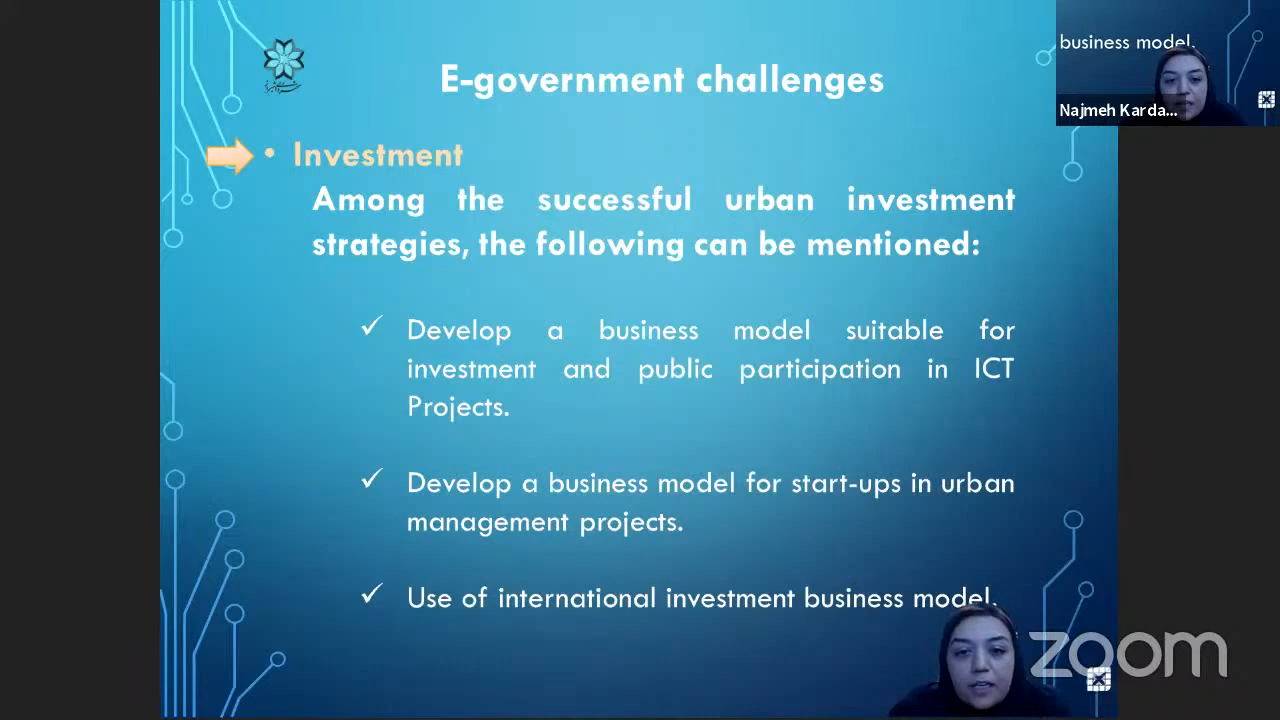 business model.
Najmeh Karda...
E-government challenges
• Investment
Among the successful urban investment
strategies, the following can be mentioned:
✓ Develop a business model suitable for
investment and public participation in ICT
Projects.
✓ Develop a business model for start-ups in urban
management projects.
✓ Use of international investment business model.
zoom